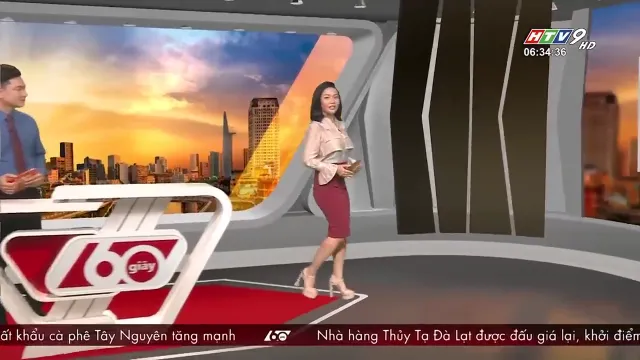 HTV9 HD
06:34:36
60 giây
ất khẩu cà phê Tây Nguyên tăng mạnh 60 Nhà hàng Thủy Tạ Đà Lạt được đấu giá lại, khởi điểm